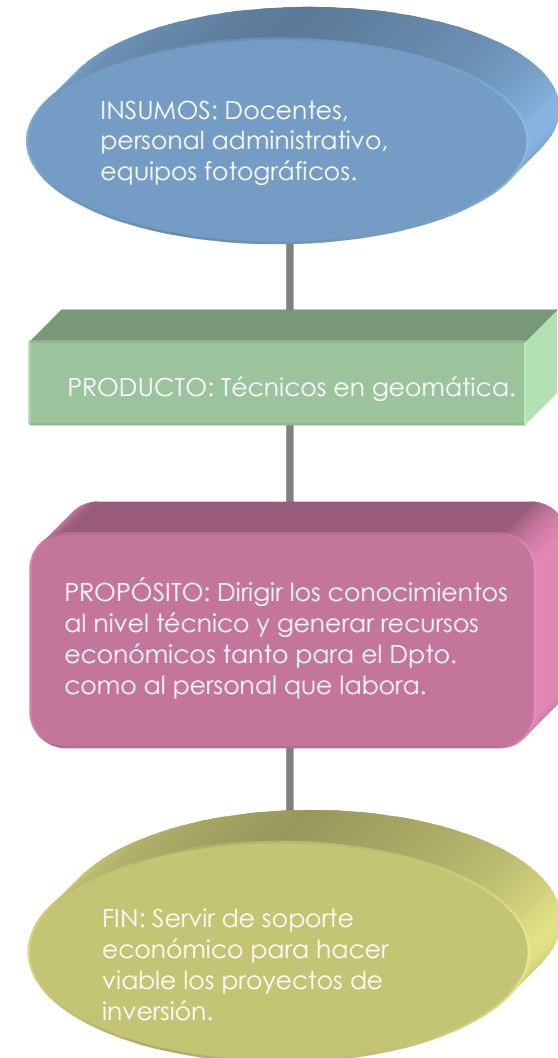 INSUMOS: Docentes,
personal administrativo,
equipos fotográficos.
PRODUCTO: Técnicos en geomática.
PROPÓSITO: Dirigir los conocimientos
al nivel técnico y generar recursos
económicos tanto para el Dpto.
como al personal que labora.
FIN: Servir de soporte
económico para hacer
viable los proyectos de
inversión.